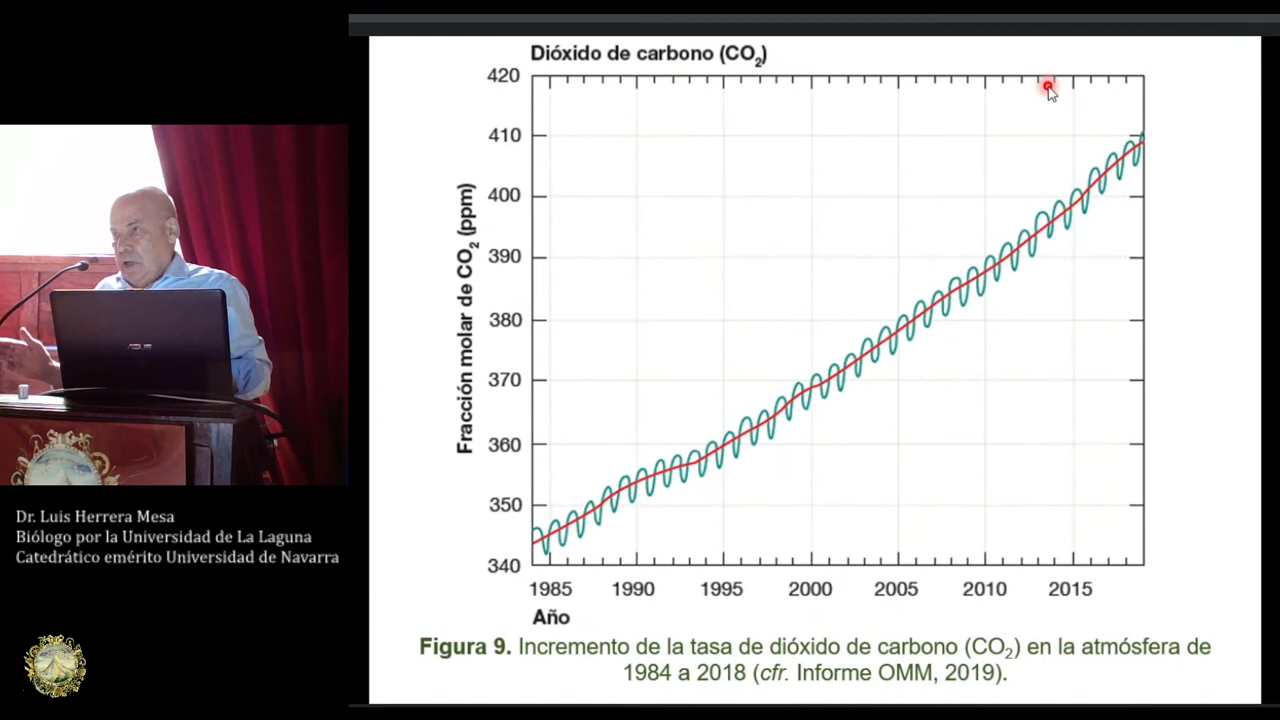 Dióxido de carbono (CO₂)
420
410
400
390
380
370
360
350
340
Fracción molar de CO₂ (ppm)
1985 1990 1995 2000 2005 2010 2015
Año
Figura 9. Incremento de la tasa de dióxido de carbono (CO₂) en la atmósfera de
1984 a 2018 (cfr. Informe OMM, 2019).
ASUS
Dr. Luis Herrera Mesa
Biólogo por la Universidad de La Laguna
Catedrático emérito Universidad de Navarra